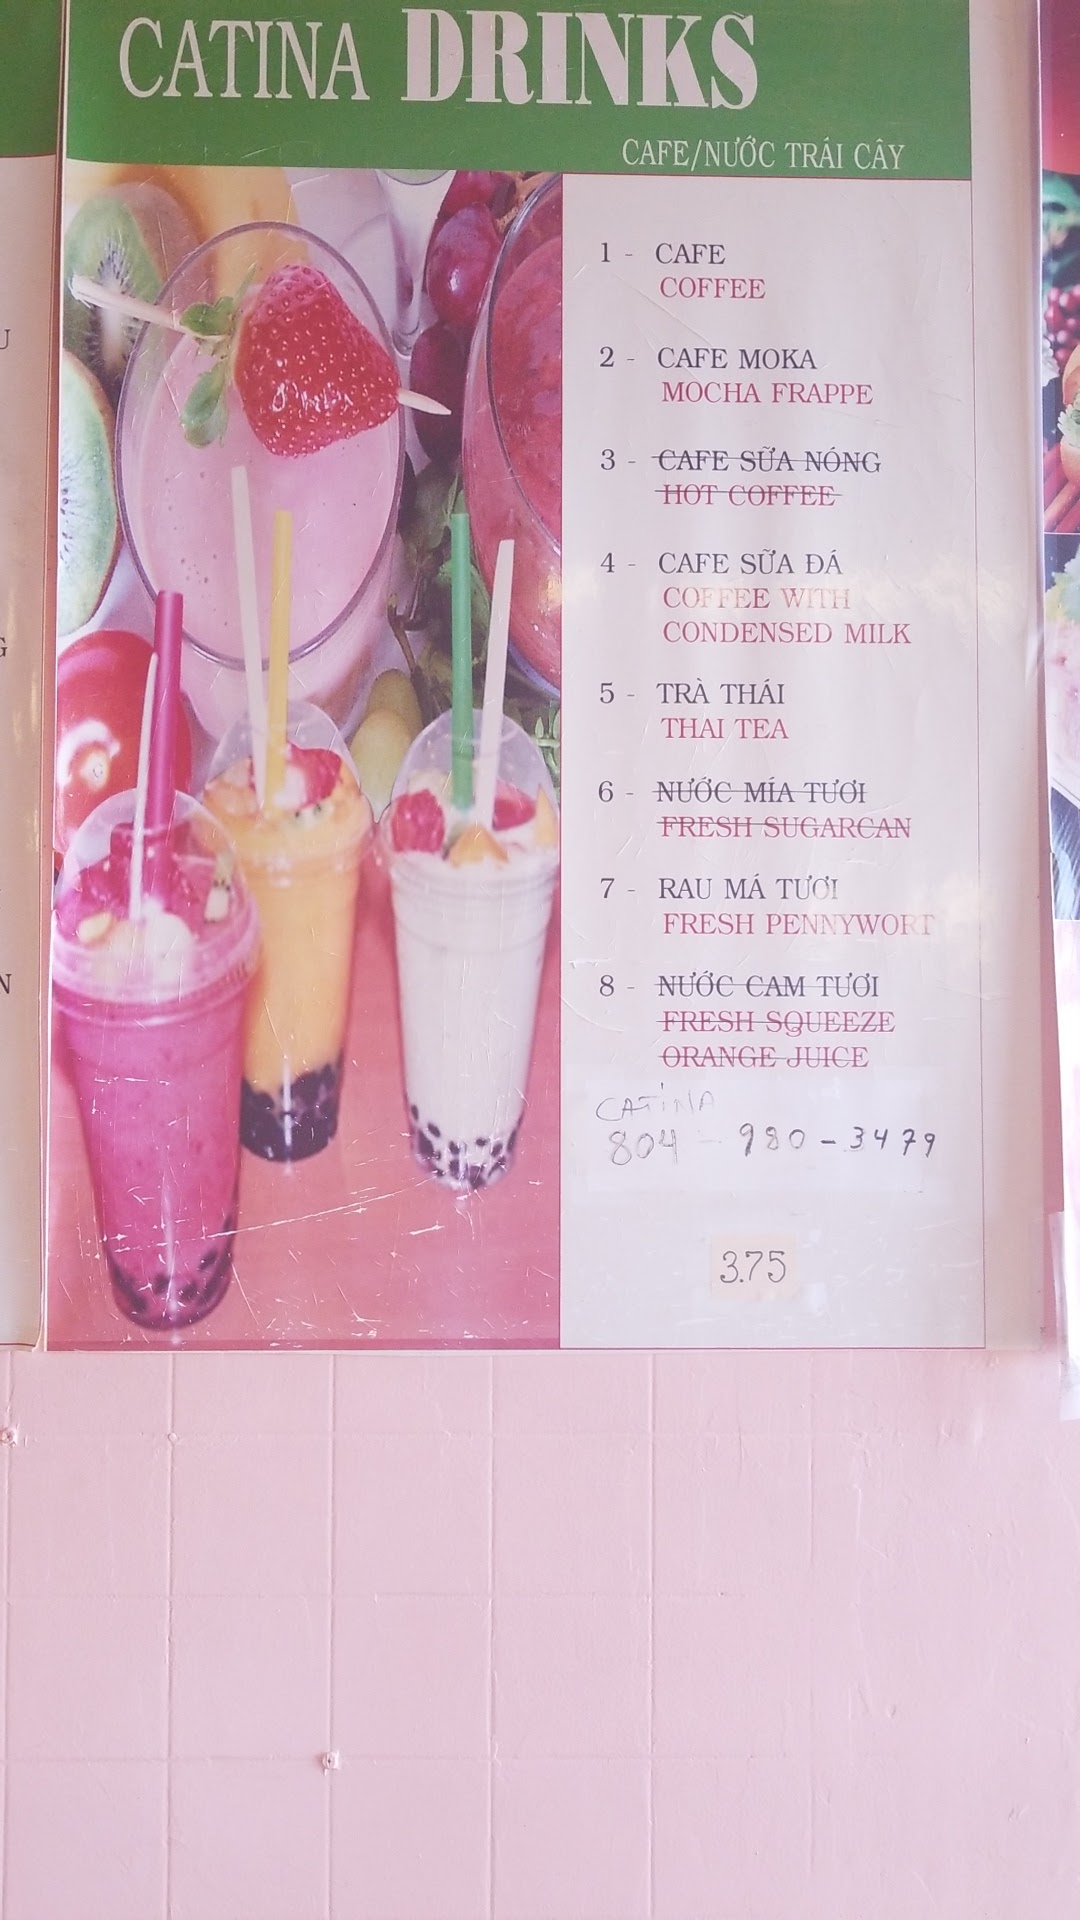 CATINA DRINKS
CAFE/NƯỚC TRÁI CÂY
1 - CAFE
COFFEE
2 - CAFE MOKA
MOCHA FRAPPE
3 - CAFE SỮA NÓNG
HOT COFFEE
4 - CAFE SỮA ĐÁ
COFFEE WITH
CONDENSED MILK
5 - TRÀ THÁI
THAI TEA
6 - NƯỚC MÍA TƯƠI
FRESH SUGARCAN
7 - RAU MÁ TƯƠI
FRESH PENNYWORT
8 - NƯỚC CAM TƯƠI
FRESH SQUEEZE
ORANGE JUICE
CATINA
804 - 980 - 3479
3.75